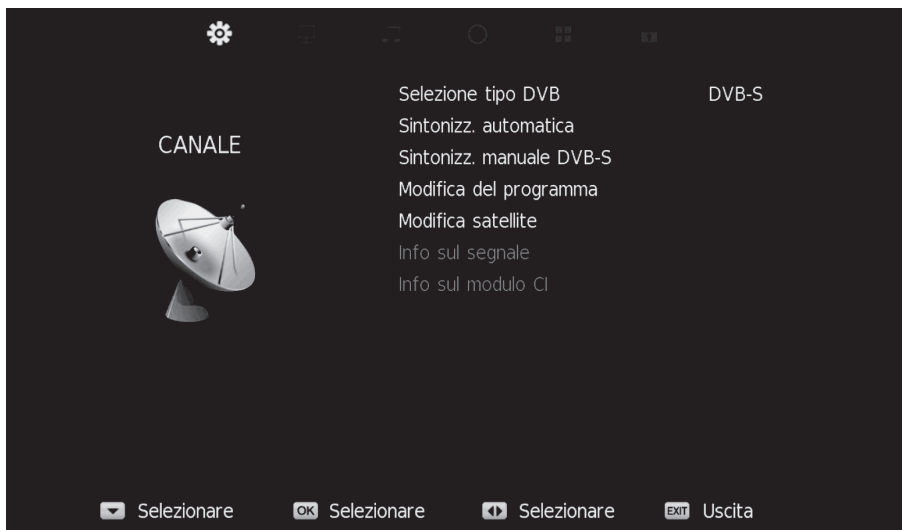 CANALE
Selezione tipo DVB DVB-S
Sintonizz. automatica
Sintonizz. manuale DVB-S
Modifica del programma
Modifica satellite
Info sul segnale
Info sul modulo CI
Selezionare OK Selezionare Selezionare EXIT Uscita